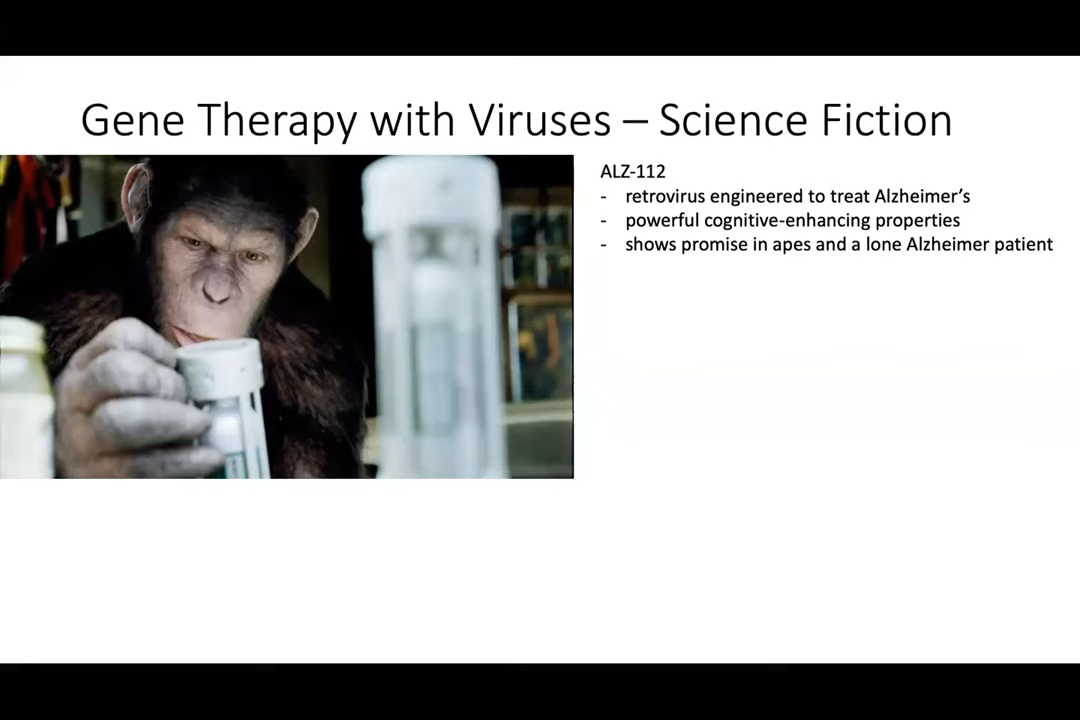 Gene Therapy with Viruses – Science Fiction
ALZ-112
- retrovirus engineered to treat Alzheimer’s
- powerful cognitive-enhancing properties
- shows promise in apes and a lone Alzheimer patient